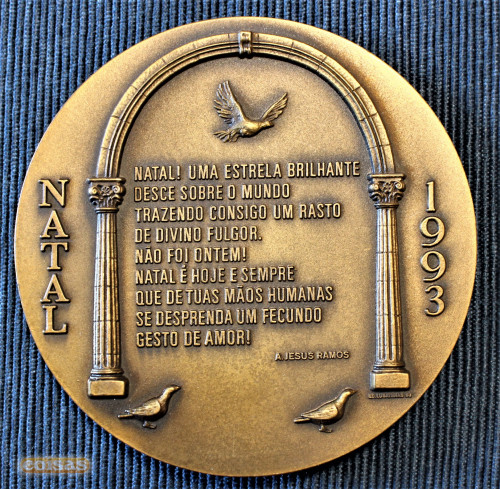 NATAL
NATAL! UMA ESTRELA BRILHANTE
DESCE SOBRE O MUNDO
TRAZENDO CONSIGO UM RASTO
DE DIVINO FULGOR.
NÃO FOI ONTEM!
NATAL É HOJE E SEMPRE
QUE DE TUAS MÃOS HUMANAS
SE DESPRENDA UM FECUNDO
GESTO DE AMOR!
A. JESUS RAMOS
1993
coisas